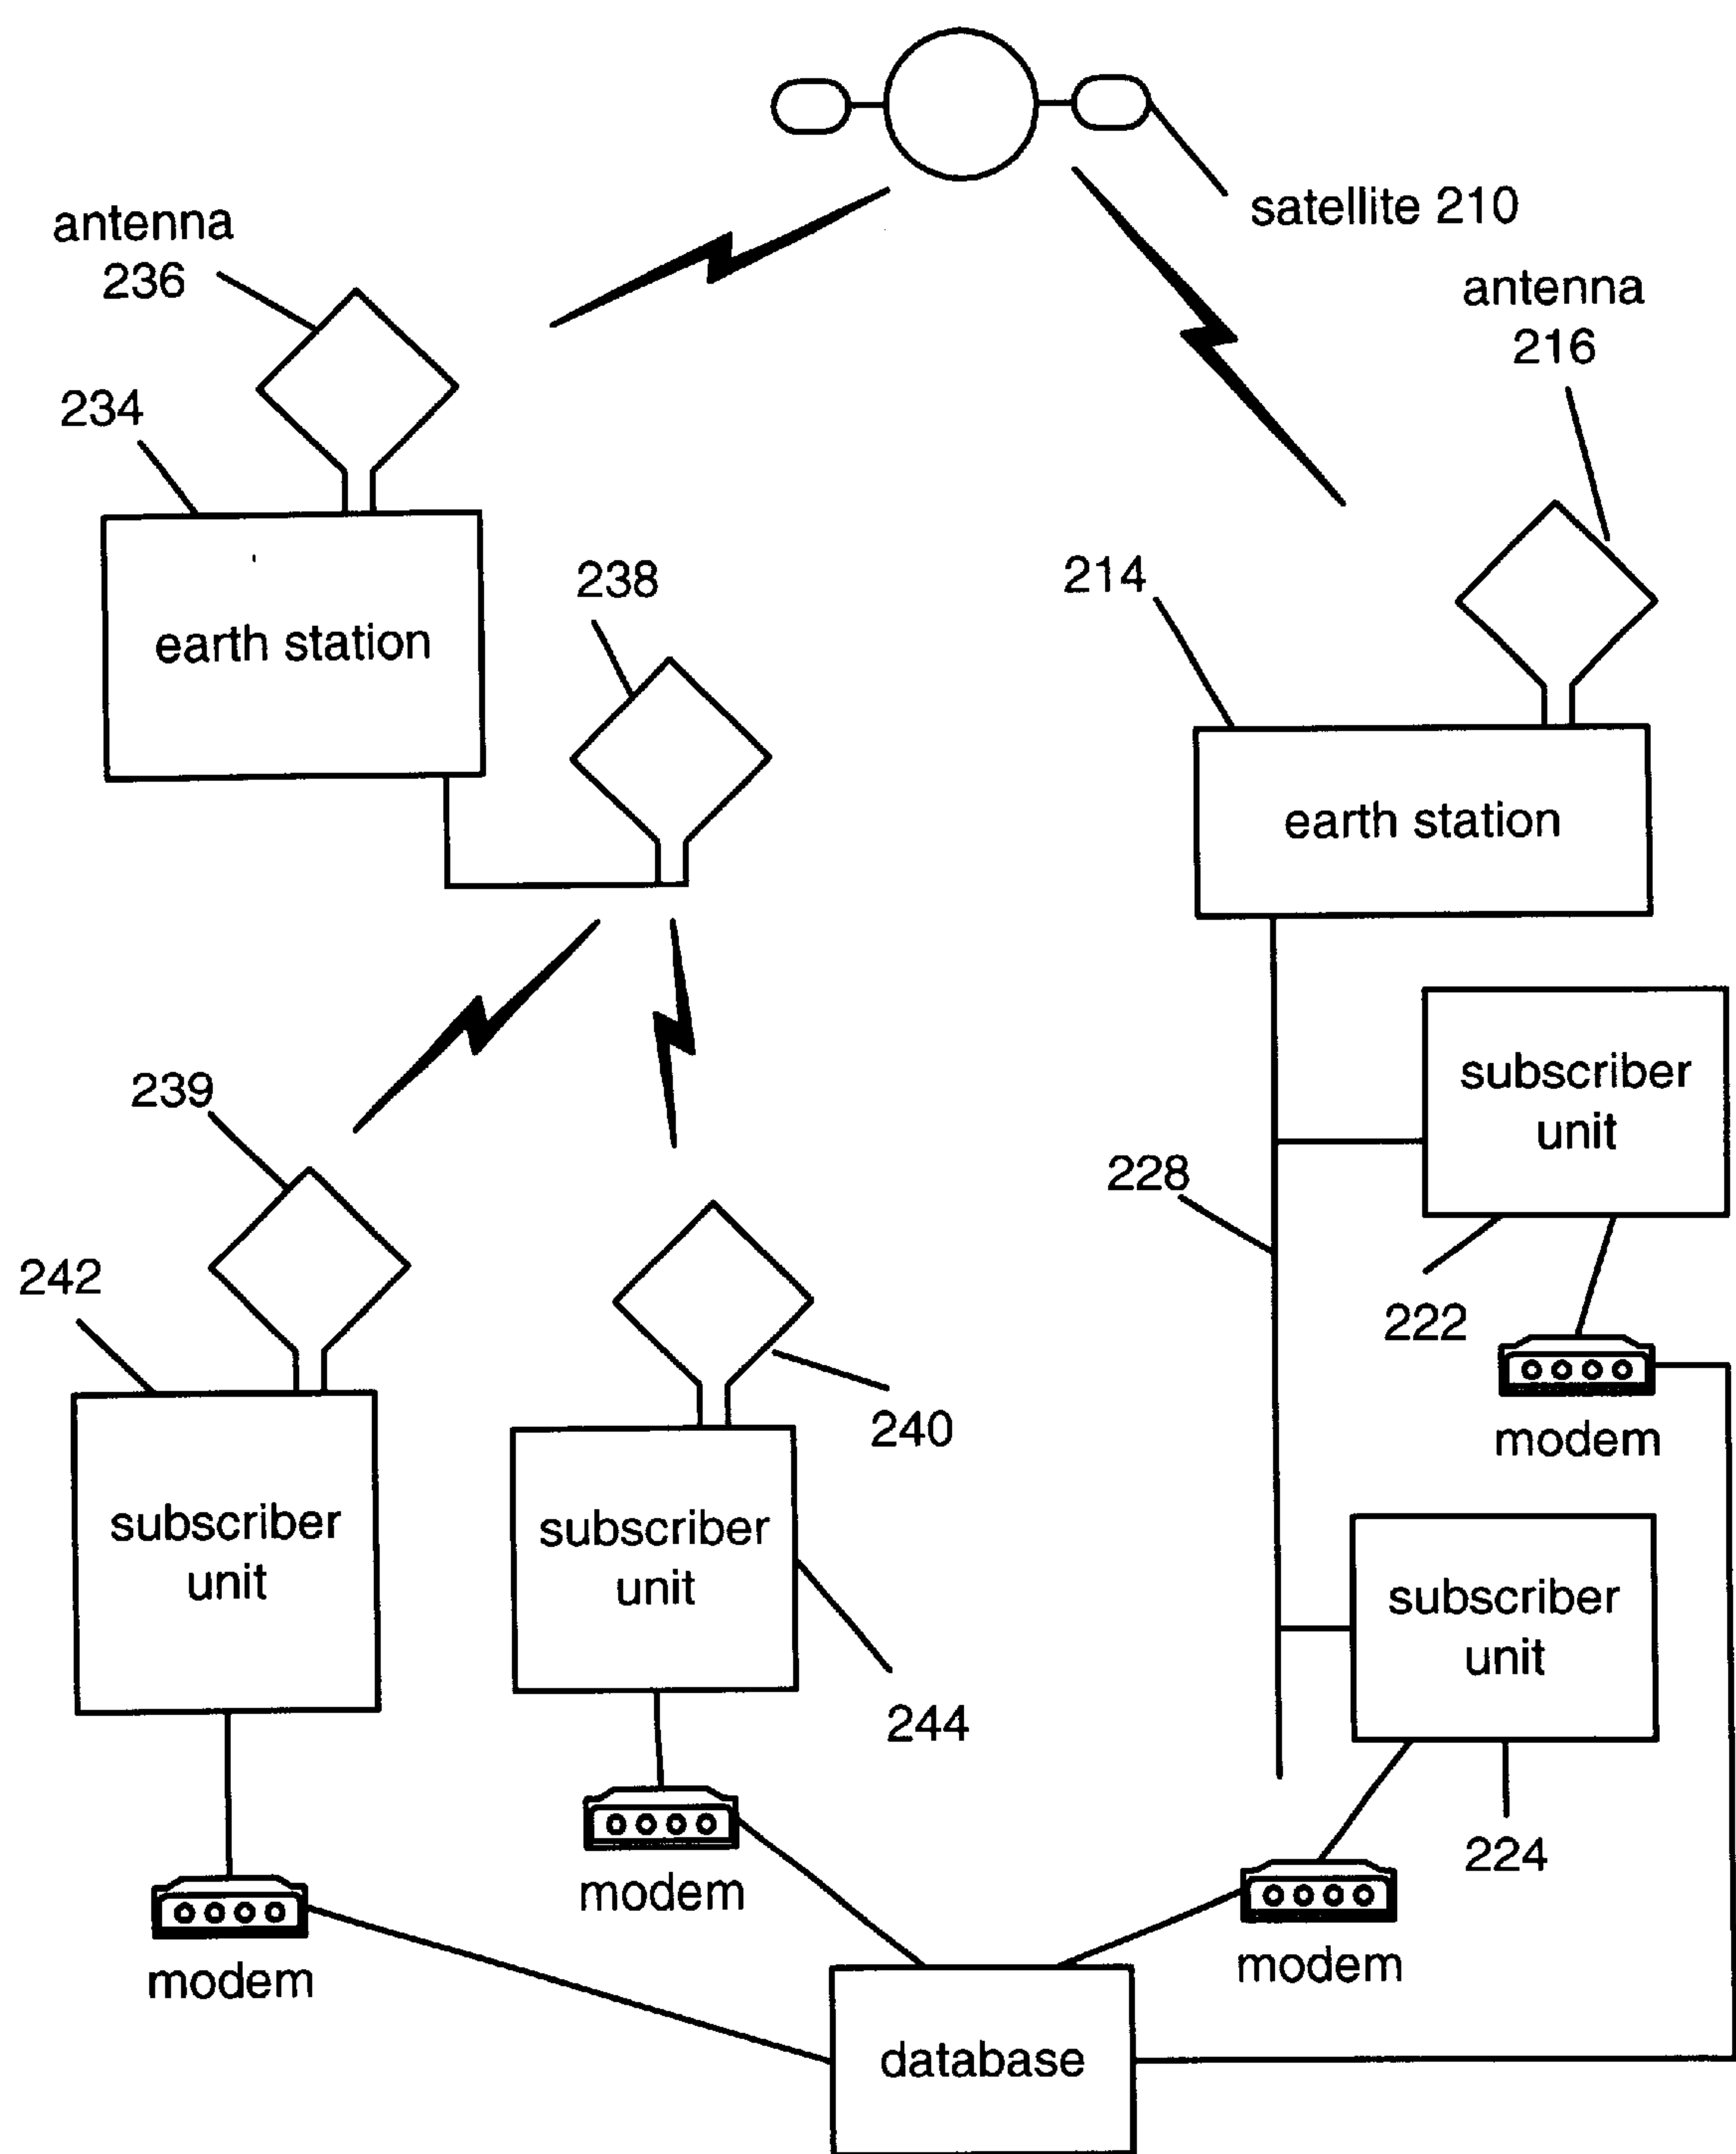 satellite 210
antenna
236
antenna
216
234
earth station
238
214
earth station
subscriber
unit
239
228
242
222
240
modem
subscriber
unit
subscriber
unit
subscriber
unit
244
224
modem
modem
modem
database